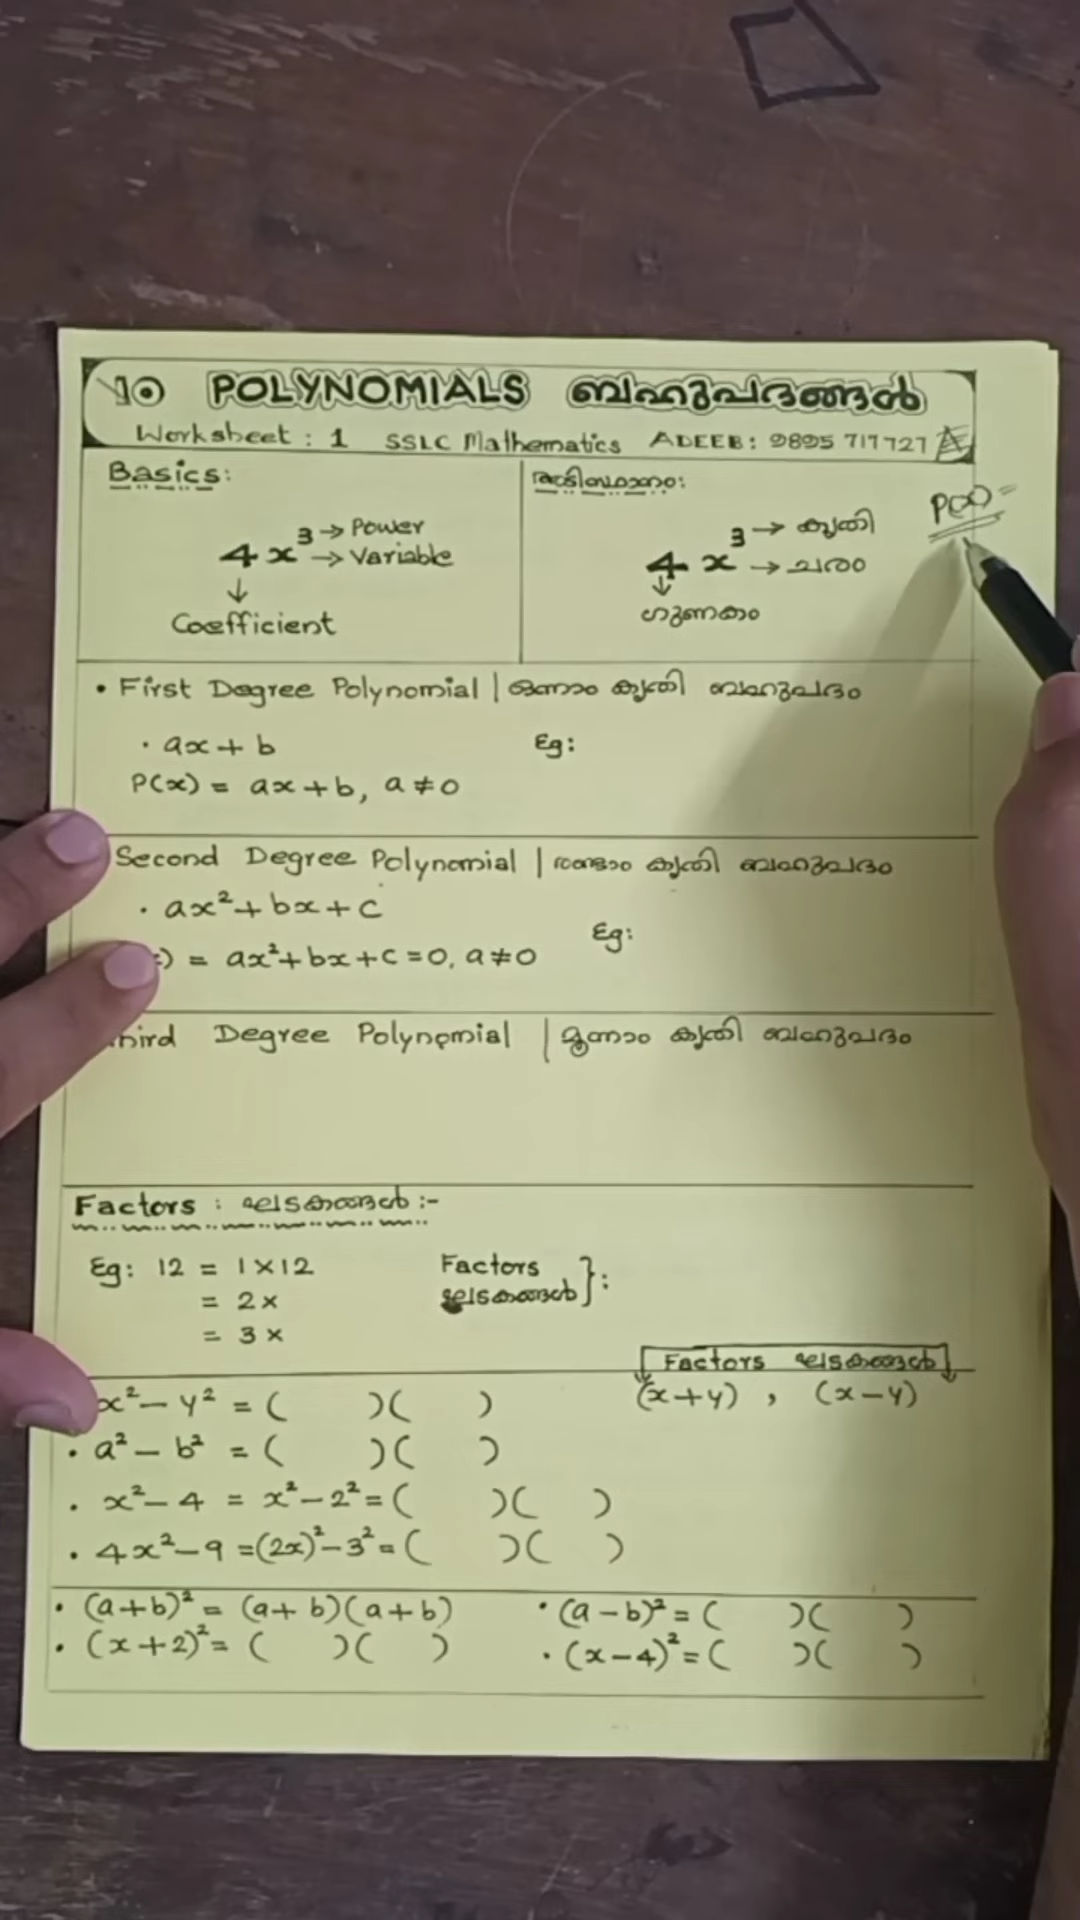 10 POLYNOMIALS ബഹുപദങ്ങൾ
Worksheet : 1 SSLC Mathematics ADEEB: 9895 717727
Basics:
4x³ → Power
→ Variable
↓
Coefficient
അടിസ്ഥാനം:
4x³ → കൃതി
→ ചരം
↓
ഗുണകം
P(x) =
• First Degree Polynomial | ഒന്നാം കൃതി ബഹുപദം
· ax + b
Eg:
P(x) = ax + b, a ≠ 0
Second Degree Polynomial | രണ്ടാം കൃതി ബഹുപദം
· ax² + bx + c
Eg:
) = ax² + bx + c = 0, a ≠ 0
hird Degree Polynomial | മൂന്നാം കൃതി ബഹുപദം
Factors : ഘടകങ്ങൾ :-
Eg: 12 = 1 × 12
= 2 ×
= 3 ×
Factors
ഘടകങ്ങൾ } :
Factors ഘടകങ്ങൾ
x² − y² = ( )( )
(x+y) , (x−y)
• a² − b² = ( )( )
• x² − 4 = x² − 2² = ( )( )
• 4x² − 9 = (2x)² − 3² = ( )( )
• (a+b)² = (a+b)(a+b)
• (a−b)² = ( )( )
• (x+2)² = ( )( )
• (x−4)² = ( )( )